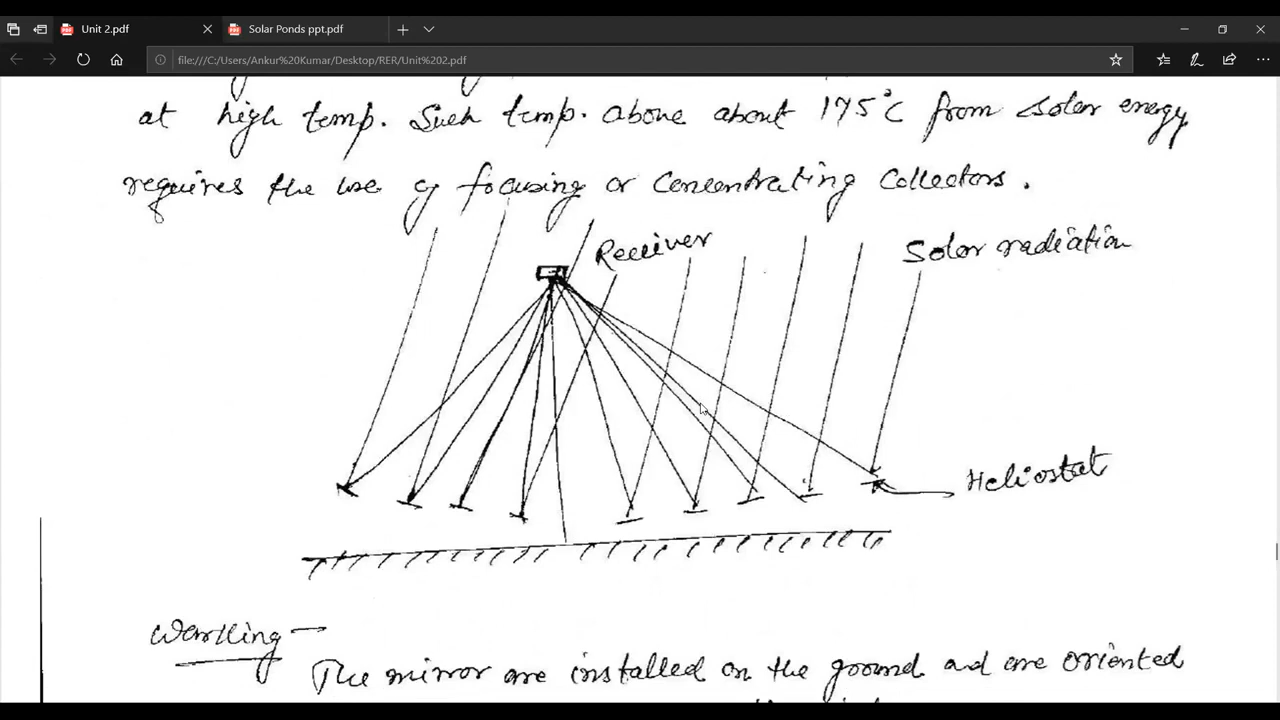 Unit 2.pdf
Solar Ponds ppt.pdf
file:///C:/Users/Ankur%20Kumar/Desktop/RER/Unit%202.pdf
at high temp. Such temp. above about 175°C from solar energy
requires the use of focusing or concentrating collectors.
Receiver
Solar radiation
Heliostat
Working -
The mirror are installed on the ground and are oriented